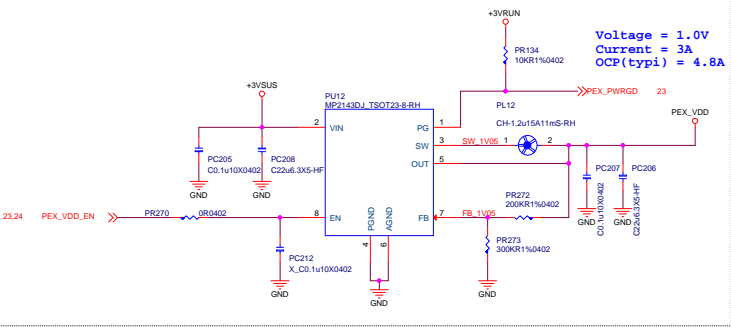 +3VRUN
Voltage = 1.0V
Current = 3A
OCP(typi) = 4.8A
PR134
10KR1%0402
+3VSUS
PEX_PWRGD 23
PU12
MP2143DJ_TSOT23-8-RH
PL12
CH-1.2u15A11mS-RH
PEX_VDD
2 VIN
PG 1
SW 3 SW_1V05 1 2
OUT 5
PC205
C0.1u10X0402
PC208
C22u6.3X5-HF
PC207
C0.1u10X0402
PC206
C22u6.3X5-HF
GND
GND
GND
GND
PR272
200KR1%0402
23,24 PEX_VDD_EN
PR270 0R0402
8 EN
FB 7 FB_1V05
PGND
AGND
4
6
PR273
300KR1%0402
PC212
X_C0.1u10X0402
GND
GND
GND